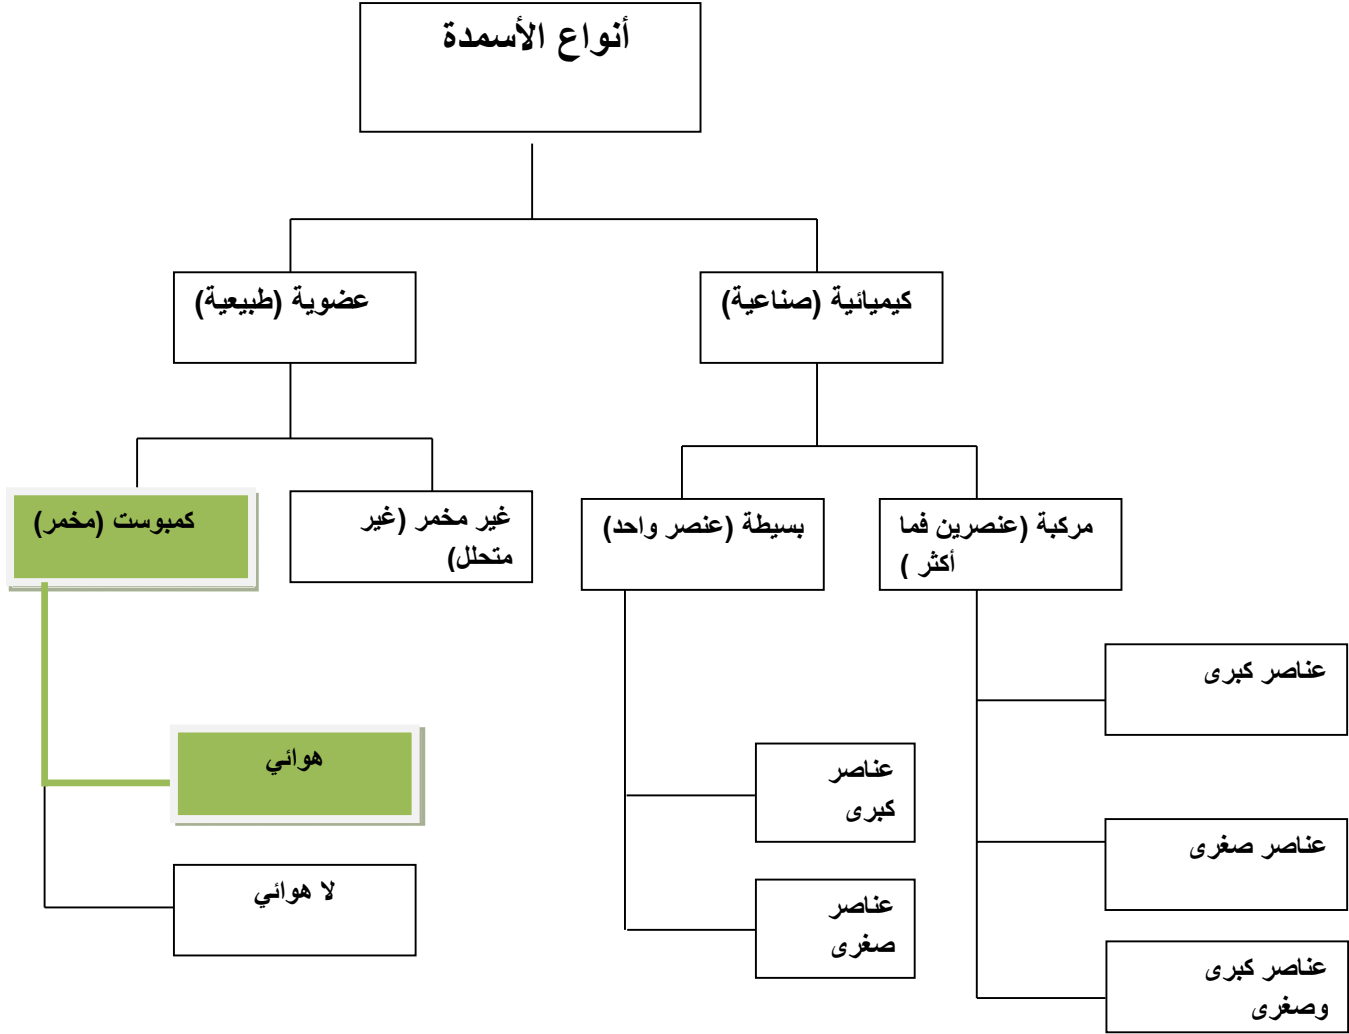 أنواع الأسمدة
كيميائية (صناعية)
عضوية (طبيعية)
مركبة (عنصرين فما
أكثر )
بسيطة (عنصر واحد)
غير مخمر (غير
متحلل)
كمبوست (مخمر)
عناصر كبرى
عناصر صغرى
عناصر كبرى
وصغرى
عناصر
كبرى
عناصر
صغرى
هوائي
لا هوائي